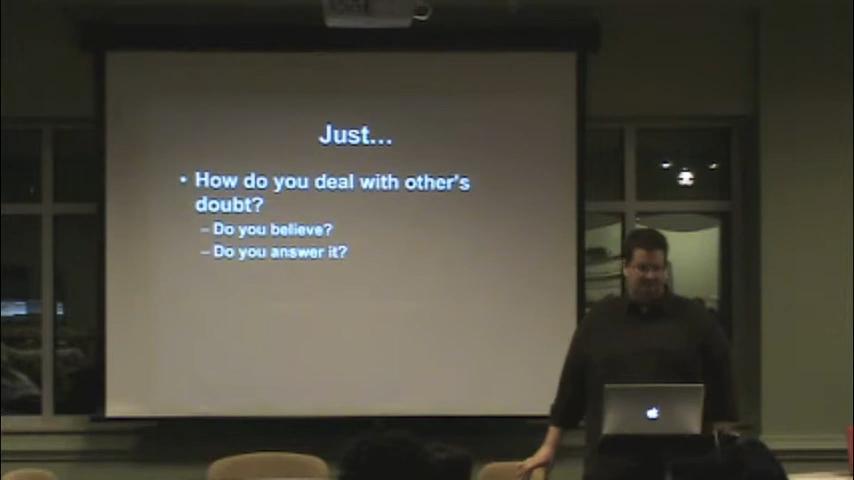 Just...
• How do you deal with other's
doubt?
– Do you believe?
– Do you answer it?